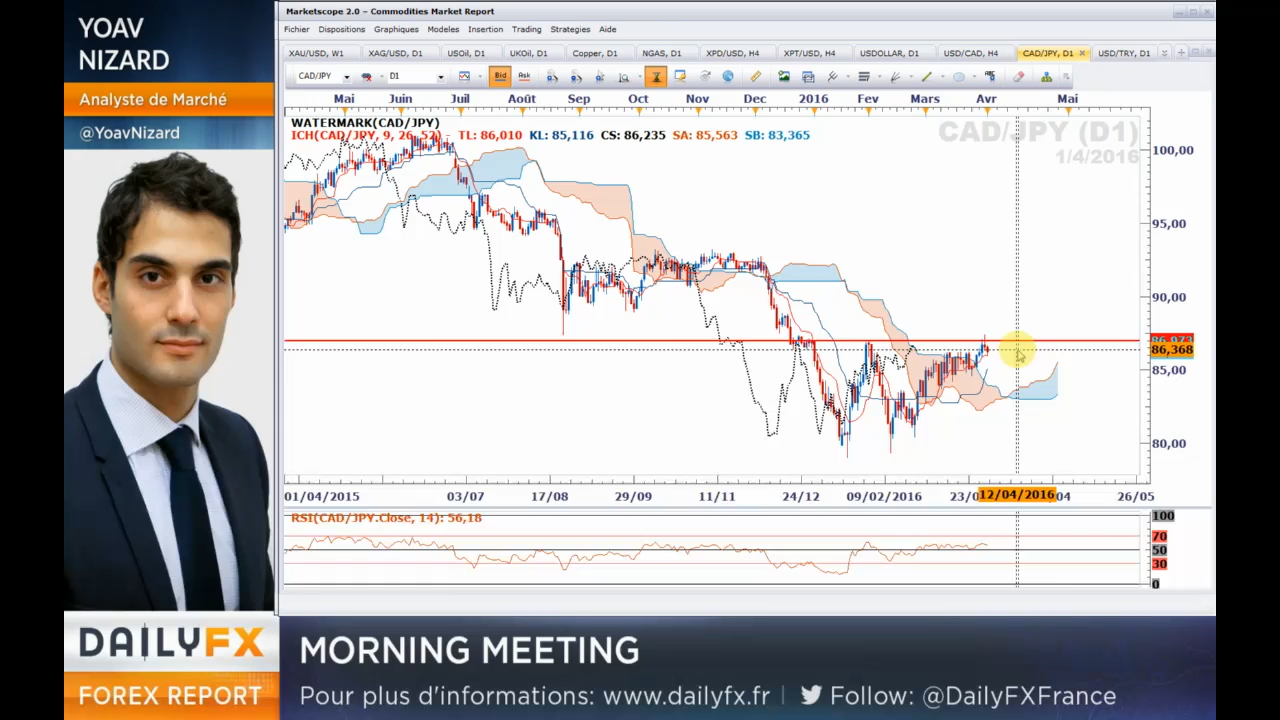 YOAV
NIZARD
Analyste de Marché
@YoavNizard
DAILYFX
FOREX REPORT
Marketscope 2.0 - Commodities Market Report
Fichier Dispositions Graphiques Modeles Insertion Trading Strategies Aide
XAU/USD, W1 XAG/USD, D1 USOil, D1 UKOil, D1 Copper, D1 NGAS, D1 XPD/USD, H4 XPT/USD, H4 USDOLLAR, D1 USD/CAD, H4 CAD/JPY, D1 USD/TRY, D1
CAD/JPY D1 Bid Ask
Mai Juin Juil Août Sep Oct Nov Dec 2016 Fev Mars Avr Mai
WATERMARK(CAD/JPY)
ICH(CAD/JPY, 9, 26, 52) - TL: 86,010 KL: 85,116 CS: 86,235 SA: 85,563 SB: 83,365
CAD/JPY (D1)
1/4/2016
100,00
95,00
90,00
86,368
85,00
80,00
01/04/2015 03/07 17/08 29/09 11/11 24/12 09/02/2016 12/04/2016 26/05
RSI(CAD/JPY.Close, 14): 56,18
100
70
50
30
0
MORNING MEETING
Pour plus d'informations: www.dailyfx.fr | Follow: @DailyFXFrance